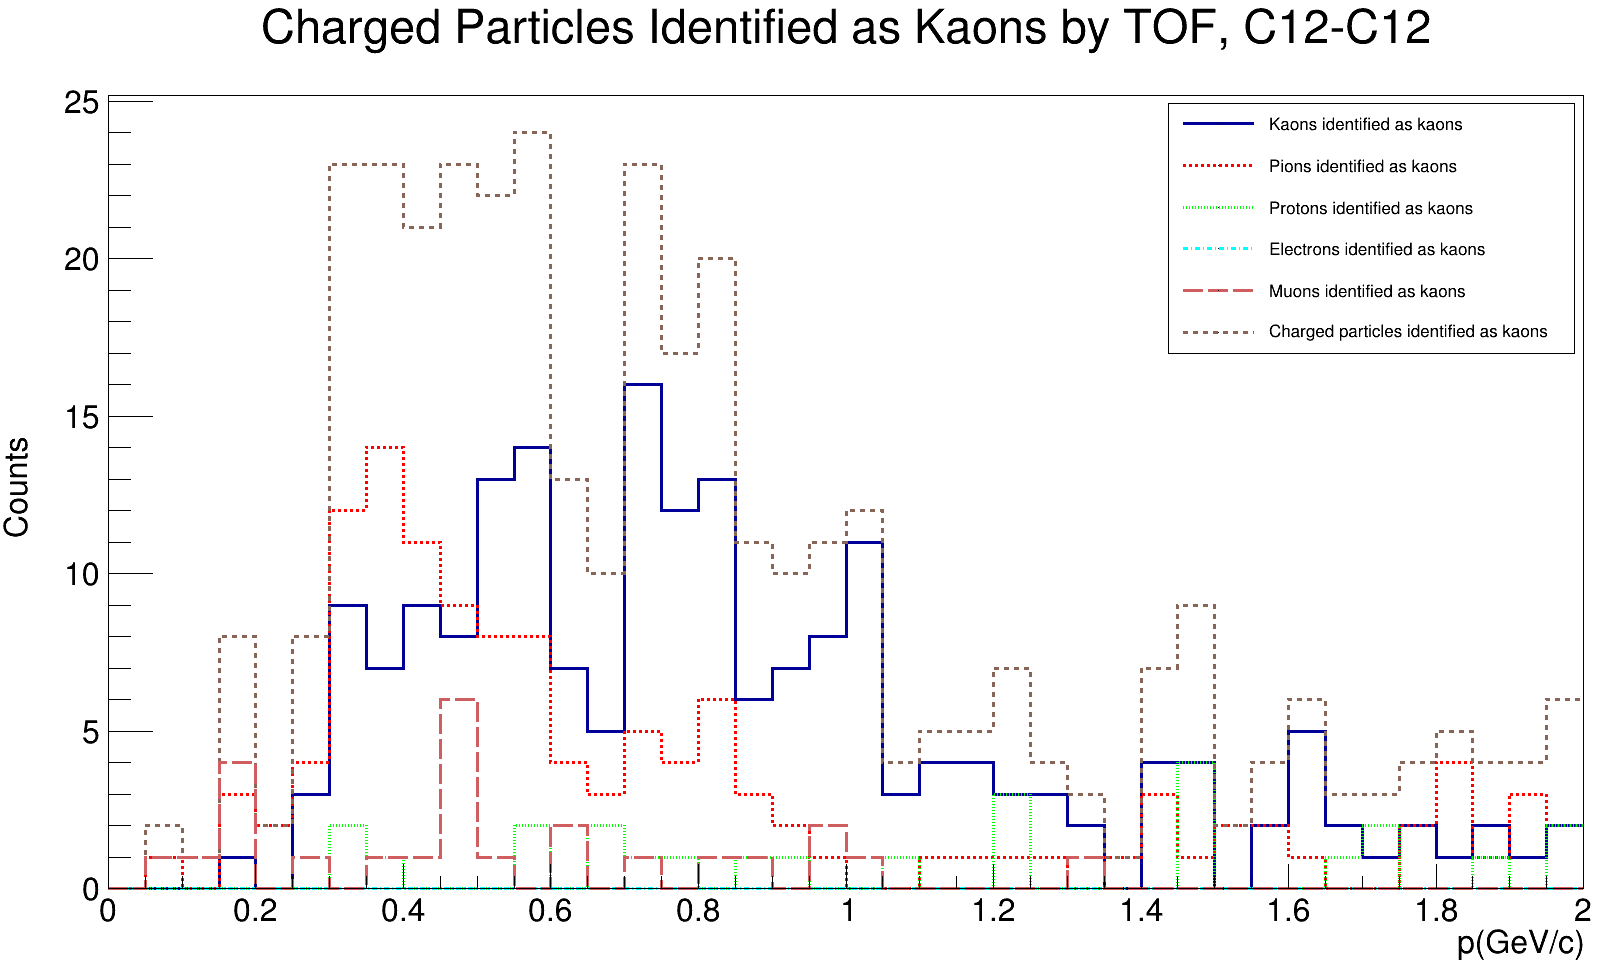 Charged Particles Identified as Kaons by TOF, C12-C12
25
20
15
10
5
0
Counts
Kaons identified as kaons
Pions identified as kaons
Protons identified as kaons
Electrons identified as kaons
Muons identified as kaons
Charged particles identified as kaons
0 0.2 0.4 0.6 0.8 1 1.2 1.4 1.6 1.8 2
p(GeV/c)